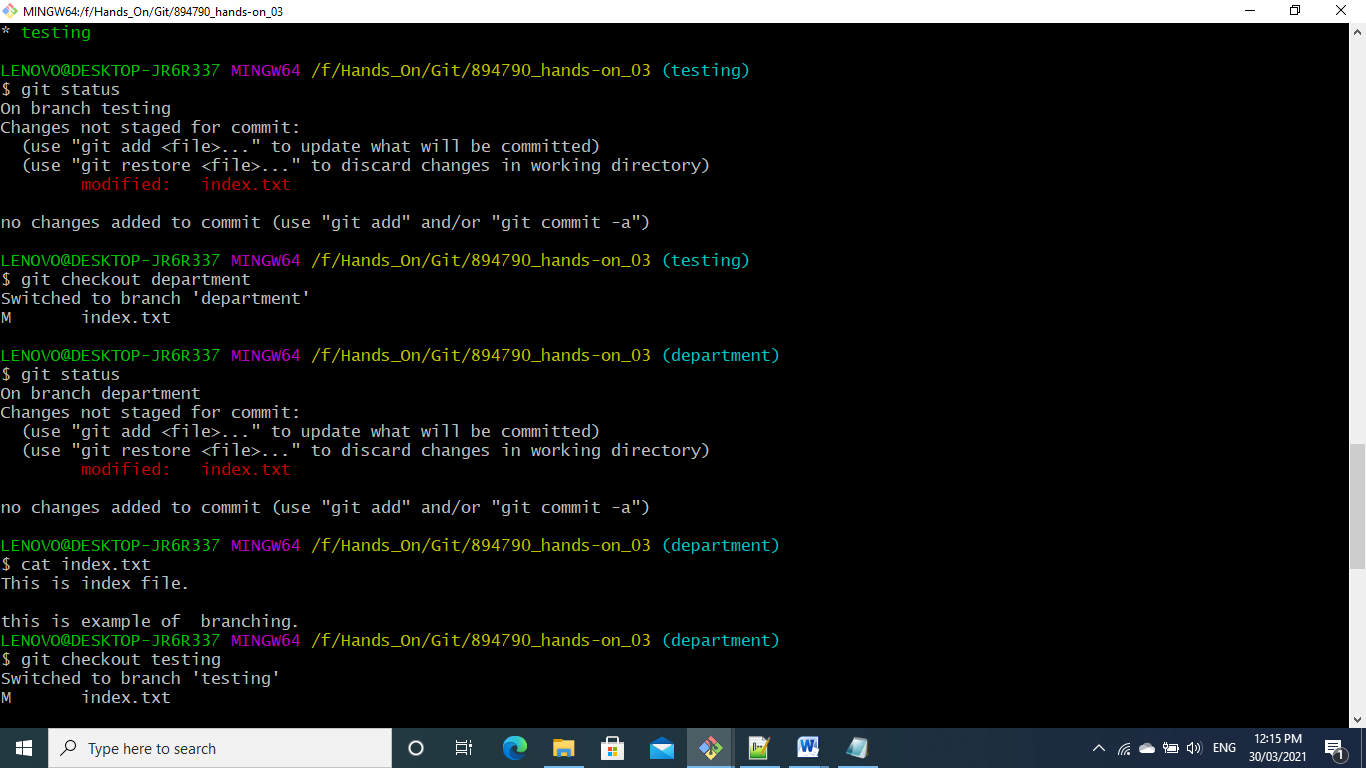 MINGW64:/f/Hands_On/Git/894790_hands-on_03
* testing
LENOVO@DESKTOP-JR6R337 MINGW64 /f/Hands_On/Git/894790_hands-on_03 (testing)
$ git status
On branch testing
Changes not staged for commit:
  (use "git add <file>..." to update what will be committed)
  (use "git restore <file>..." to discard changes in working directory)
        modified:   index.txt
no changes added to commit (use "git add" and/or "git commit -a")
LENOVO@DESKTOP-JR6R337 MINGW64 /f/Hands_On/Git/894790_hands-on_03 (testing)
$ git checkout department
Switched to branch 'department'
M       index.txt
LENOVO@DESKTOP-JR6R337 MINGW64 /f/Hands_On/Git/894790_hands-on_03 (department)
$ git status
On branch department
Changes not staged for commit:
  (use "git add <file>..." to update what will be committed)
  (use "git restore <file>..." to discard changes in working directory)
        modified:   index.txt
no changes added to commit (use "git add" and/or "git commit -a")
LENOVO@DESKTOP-JR6R337 MINGW64 /f/Hands_On/Git/894790_hands-on_03 (department)
$ cat index.txt
This is index file.
this is example of  branching.
LENOVO@DESKTOP-JR6R337 MINGW64 /f/Hands_On/Git/894790_hands-on_03 (department)
$ git checkout testing
Switched to branch 'testing'
M       index.txt
Type here to search
ENG
12:15 PM
30/03/2021
1